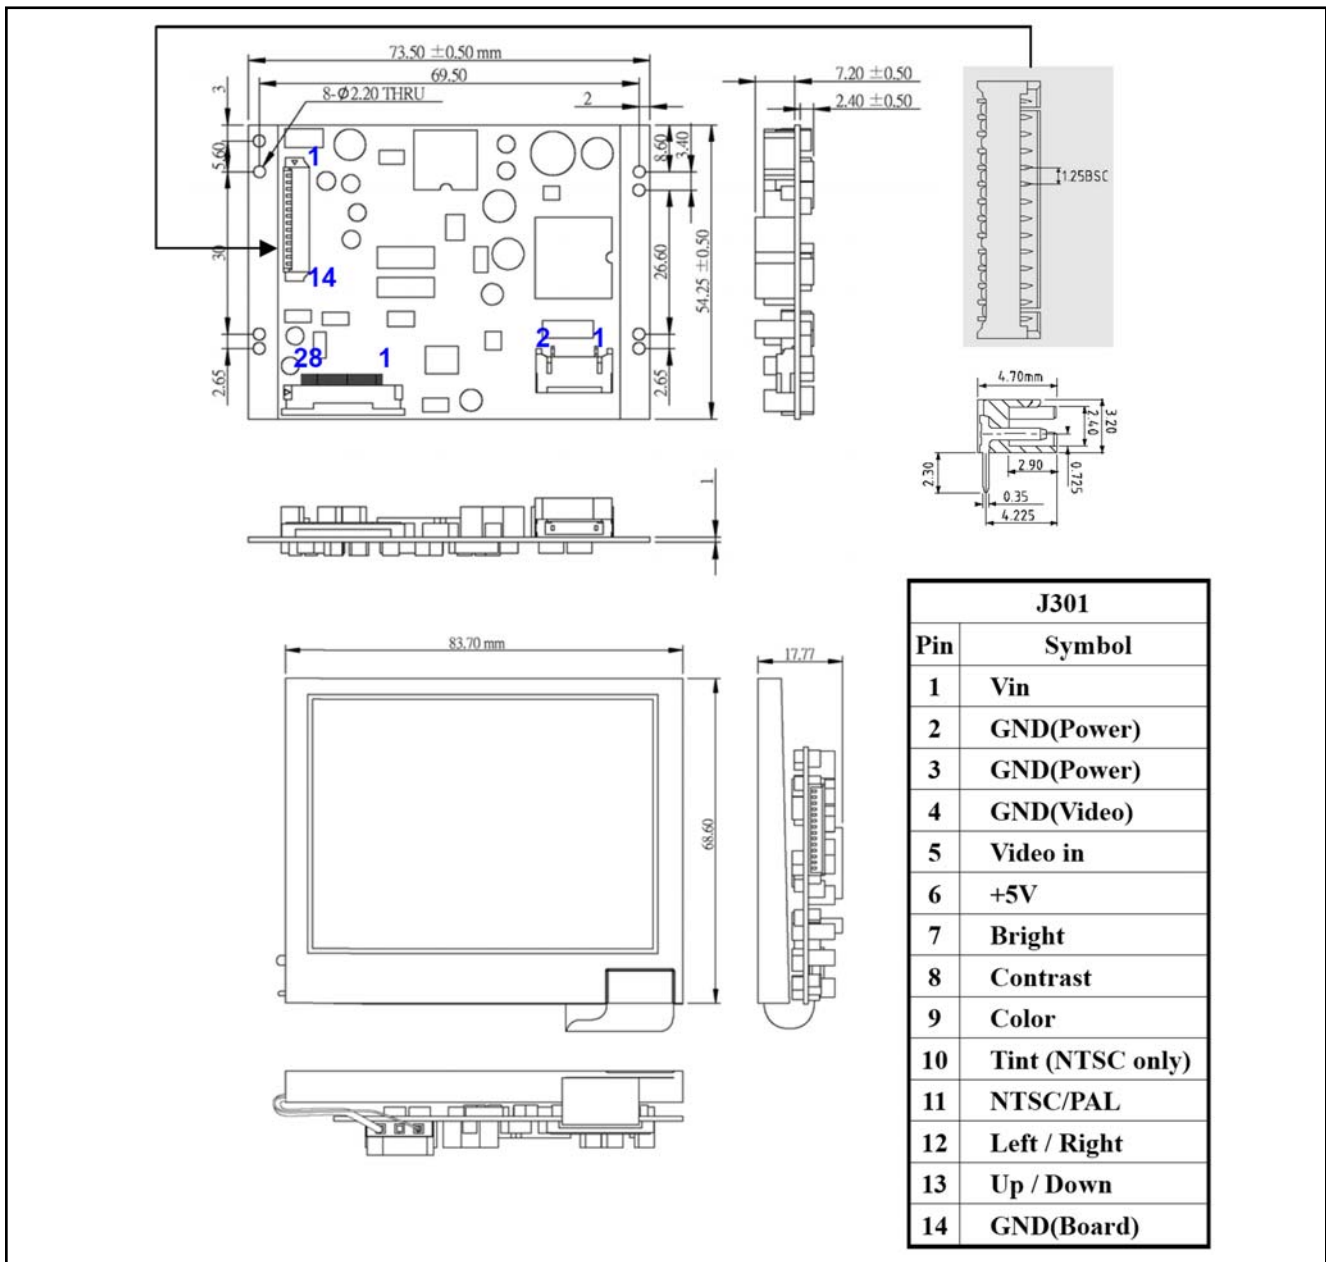 73.50 ±0.50 mm
69.50
8-Ø2.20 THRU
2
3
5.60
30
2.65
8.60
3.40
26.60
2.65
54.25 ±0.50
1
14
28
1
2
1
7.20 ±0.50
2.40 ±0.50
1.25BSC
4.70mm
3.20
2.40
2.30
2.90
0.725
0.35
4.225
1
83.70 mm
17.77
68.60
J301
Pin Symbol
1 Vin
2 GND(Power)
3 GND(Power)
4 GND(Video)
5 Video in
6 +5V
7 Bright
8 Contrast
9 Color
10 Tint (NTSC only)
11 NTSC/PAL
12 Left / Right
13 Up / Down
14 GND(Board)